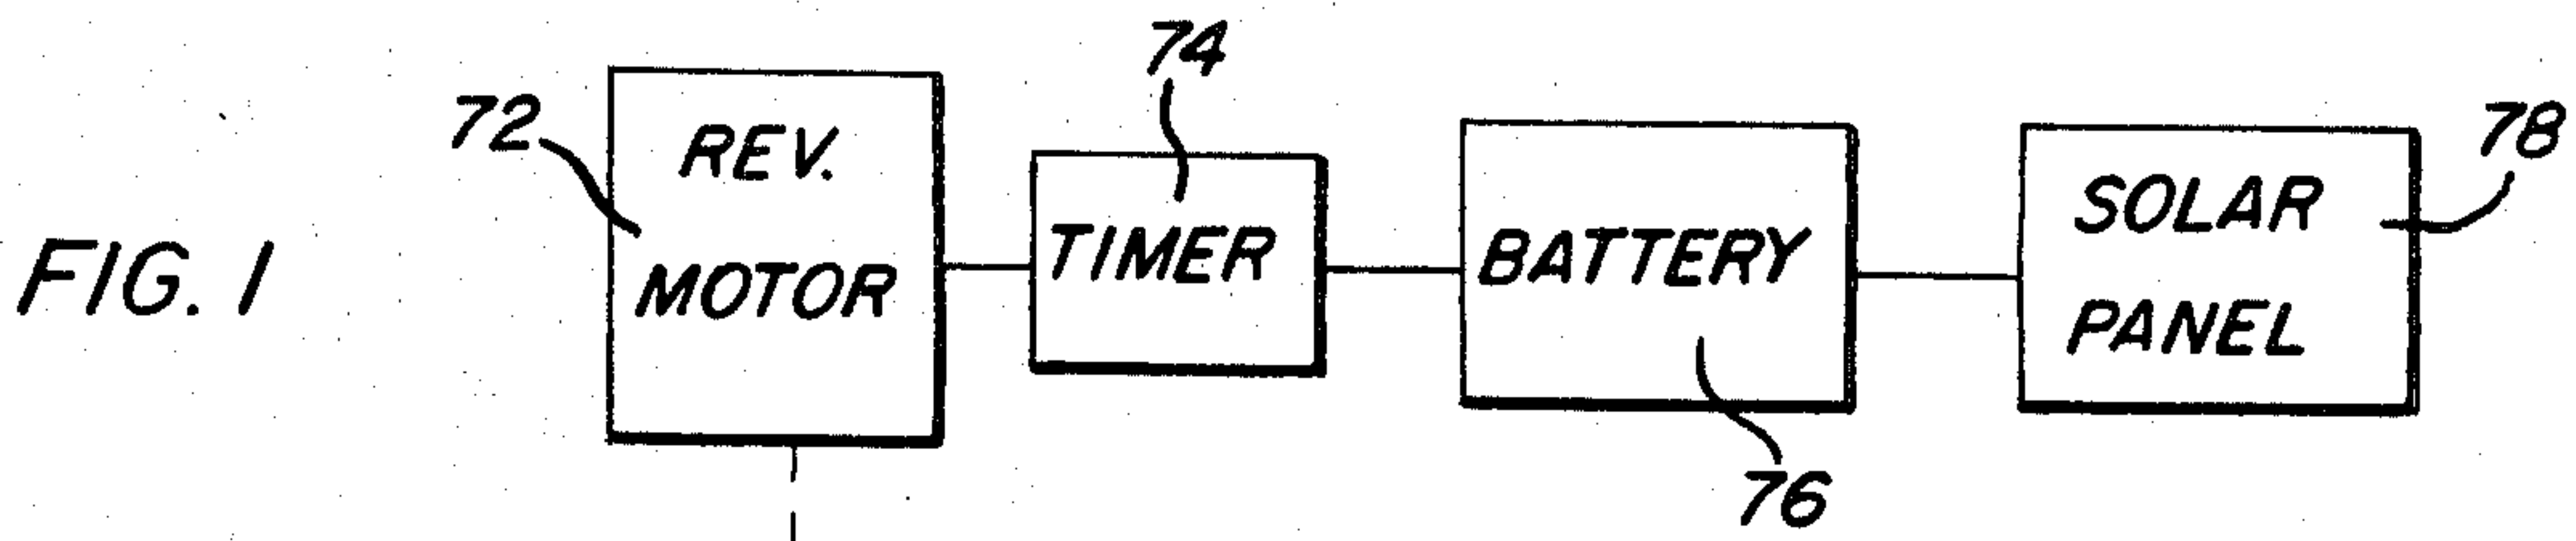 FIG. 1
72
REV.
MOTOR
74
TIMER
BATTERY
76
SOLAR
PANEL
78